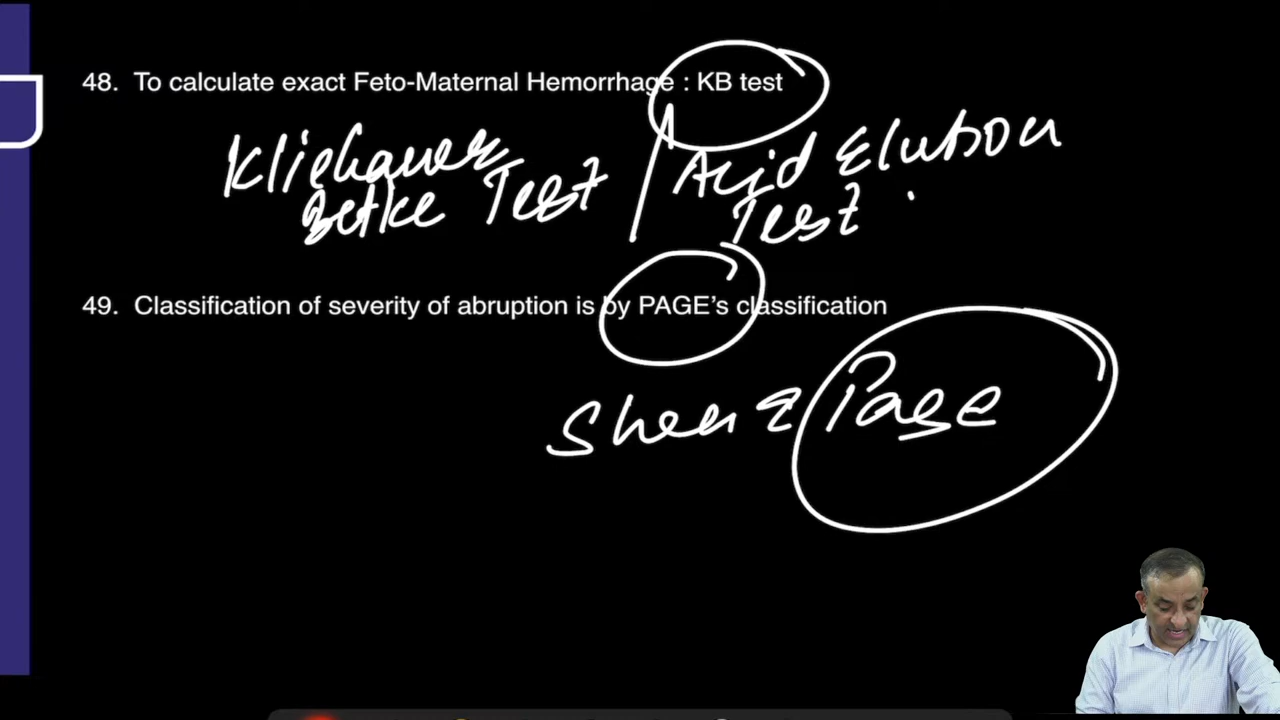 48. To calculate exact Feto-Maternal Hemorrhage : KB test
Kliehauer / Acid Elution
Betke Test Test
49. Classification of severity of abruption is by PAGE's classification
Sher & Page